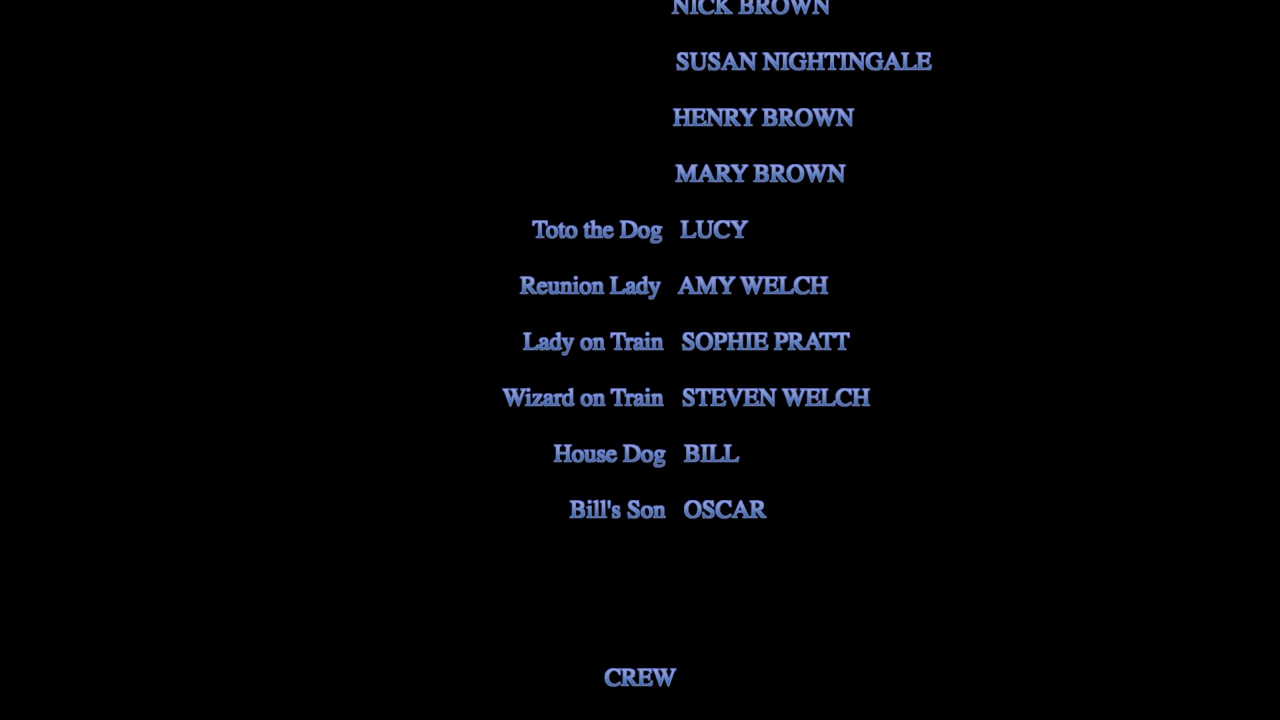 NICK BROWN
SUSAN NIGHTINGALE
HENRY BROWN
MARY BROWN
Toto the Dog LUCY
Reunion Lady AMY WELCH
Lady on Train SOPHIE PRATT
Wizard on Train STEVEN WELCH
House Dog BILL
Bill's Son OSCAR
CREW